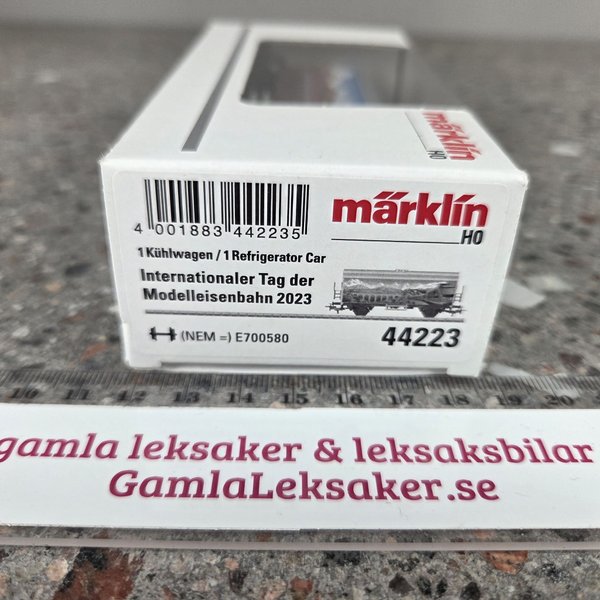 märklin
H0
4 001883 442235
märklin
H0
1 Kühlwagen / 1 Refrigerator Car
Internationaler Tag der
Modelleisenbahn 2023
(NEM =) E700580
44223
10 11 12 13 14 15 16 17 18 19 20
gamla leksaker & leksaksbilar
GamlaLeksaker.se